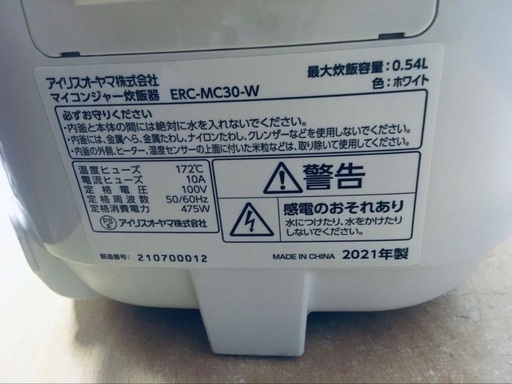 アイリスオーヤマ株式会社
マイコンジャー炊飯器 ERC-MC30-W
最大炊飯容量:0.54L
色:ホワイト
必ずお守りください
・内釜と本体の間には絶対に水を入れないでください。
・内釜には、金属へら、金属たわし、ナイロンたわし、クレンザーなどを使用しないでください。
・内釜の外側、ヒーター、温度センサーの上面に付いた米粒などは、取り除いて使用してください。
温度ヒューズ 172℃
電流ヒューズ 10A
定格電圧 100V
定格周波数 50/60Hz
定格消費電力 475W
PSE アイリスオーヤマ株式会社
警告
感電のおそれあり
水につけたり、水をかけたり
しないでください
製造番号: 210700012
MADE IN CHINA 2021年製